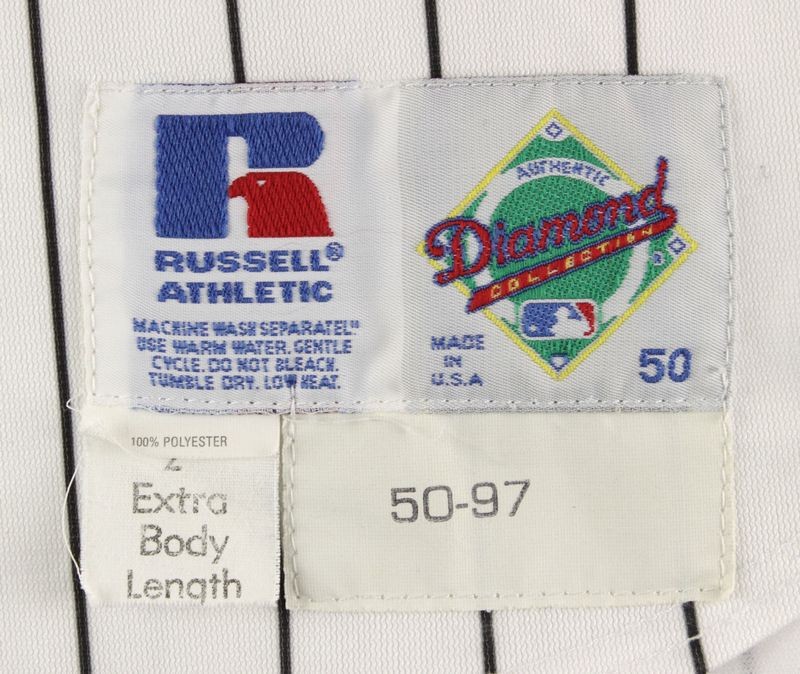 RUSSELL®
ATHLETIC
MACHINE WASH SEPARATEL"
USE WARM WATER. GENTLE
CYCLE. DO NOT BLEACH.
TUMBLE DRY. LOW HEAT.
AUTHENTIC
Diamond
COLLECTION
MADE
IN
U.S.A
50
100% POLYESTER
2
Extra
Body
Length
50-97